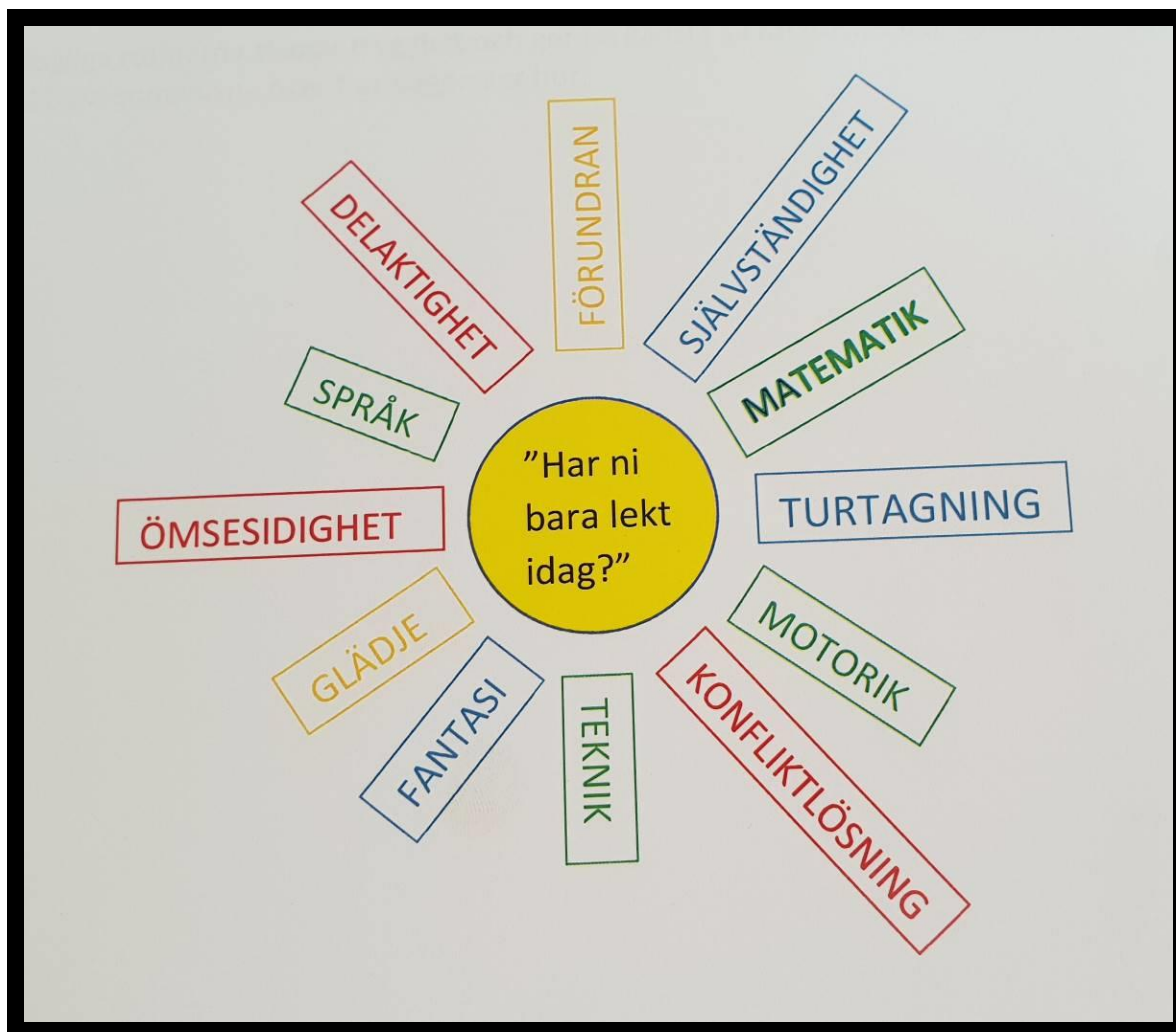 FÖRUNDRAN
SJÄLVSTÄNDIGHET
MATEMATIK
TURTAGNING
MOTORIK
KONFLIKTLÖSNING
TEKNIK
FANTASI
GLÄDJE
ÖMSESIDIGHET
SPRÅK
DELAKTIGHET
”Har ni
bara lekt
idag?”